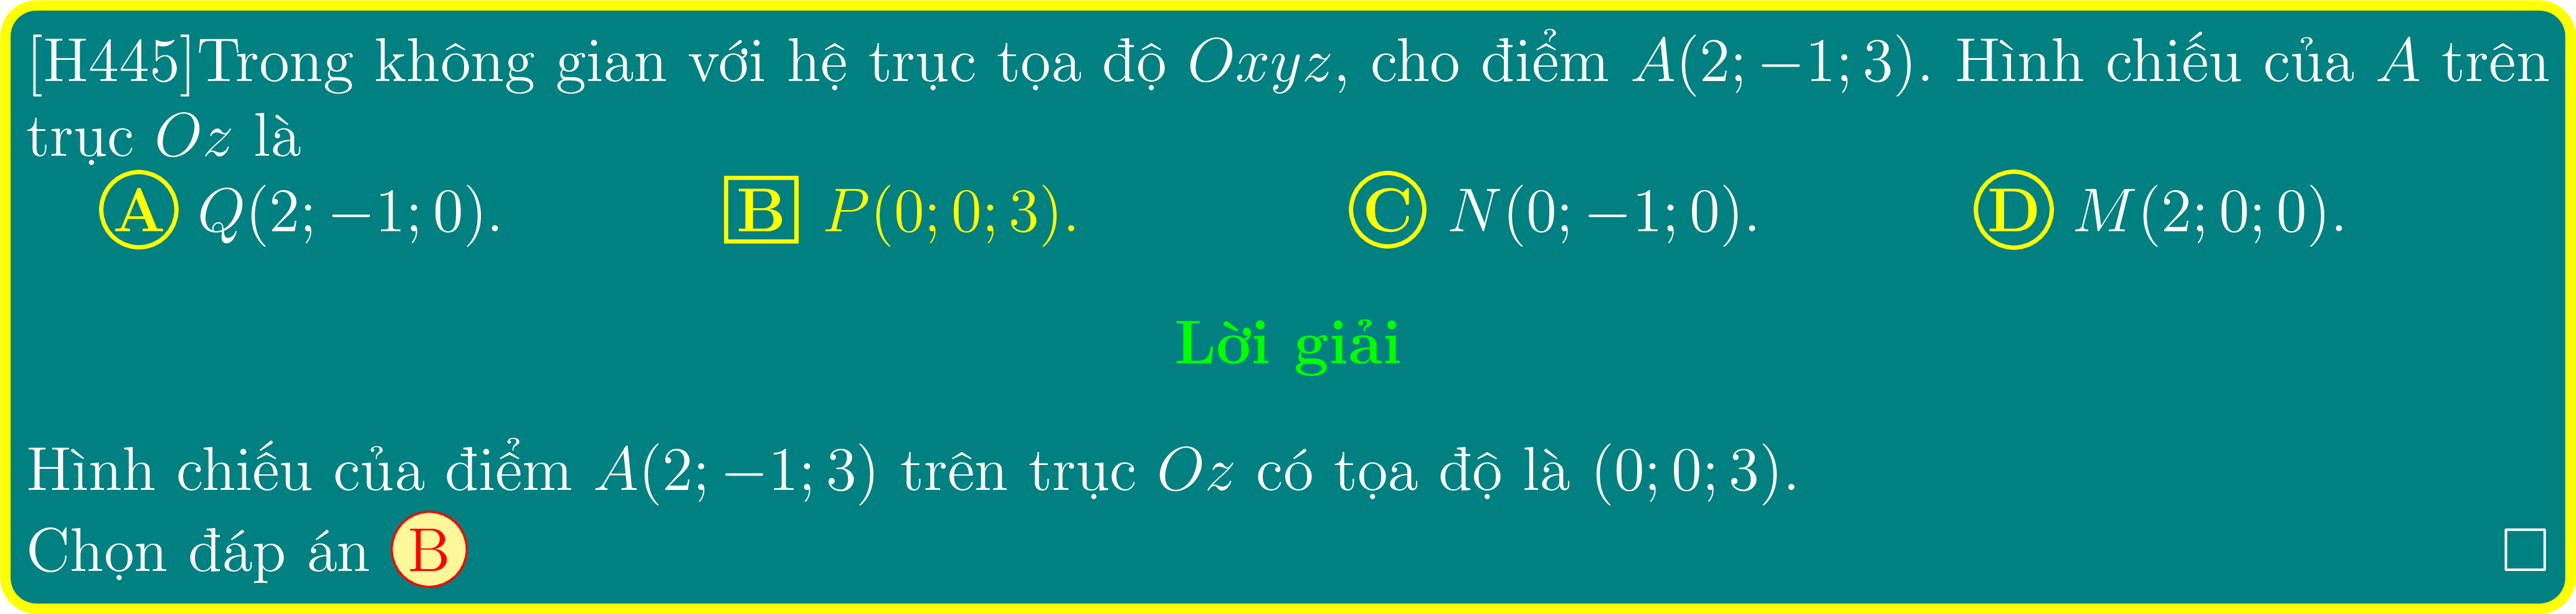 [H445]Trong không gian với hệ trục tọa độ Oxyz, cho điểm A(2; −1; 3). Hình chiếu của A trên
trục Oz là
A Q(2; −1; 0). B P(0; 0; 3). C N(0; −1; 0). D M(2; 0; 0).
Lời giải
Hình chiếu của điểm A(2; −1; 3) trên trục Oz có tọa độ là (0; 0; 3).
Chọn đáp án B □